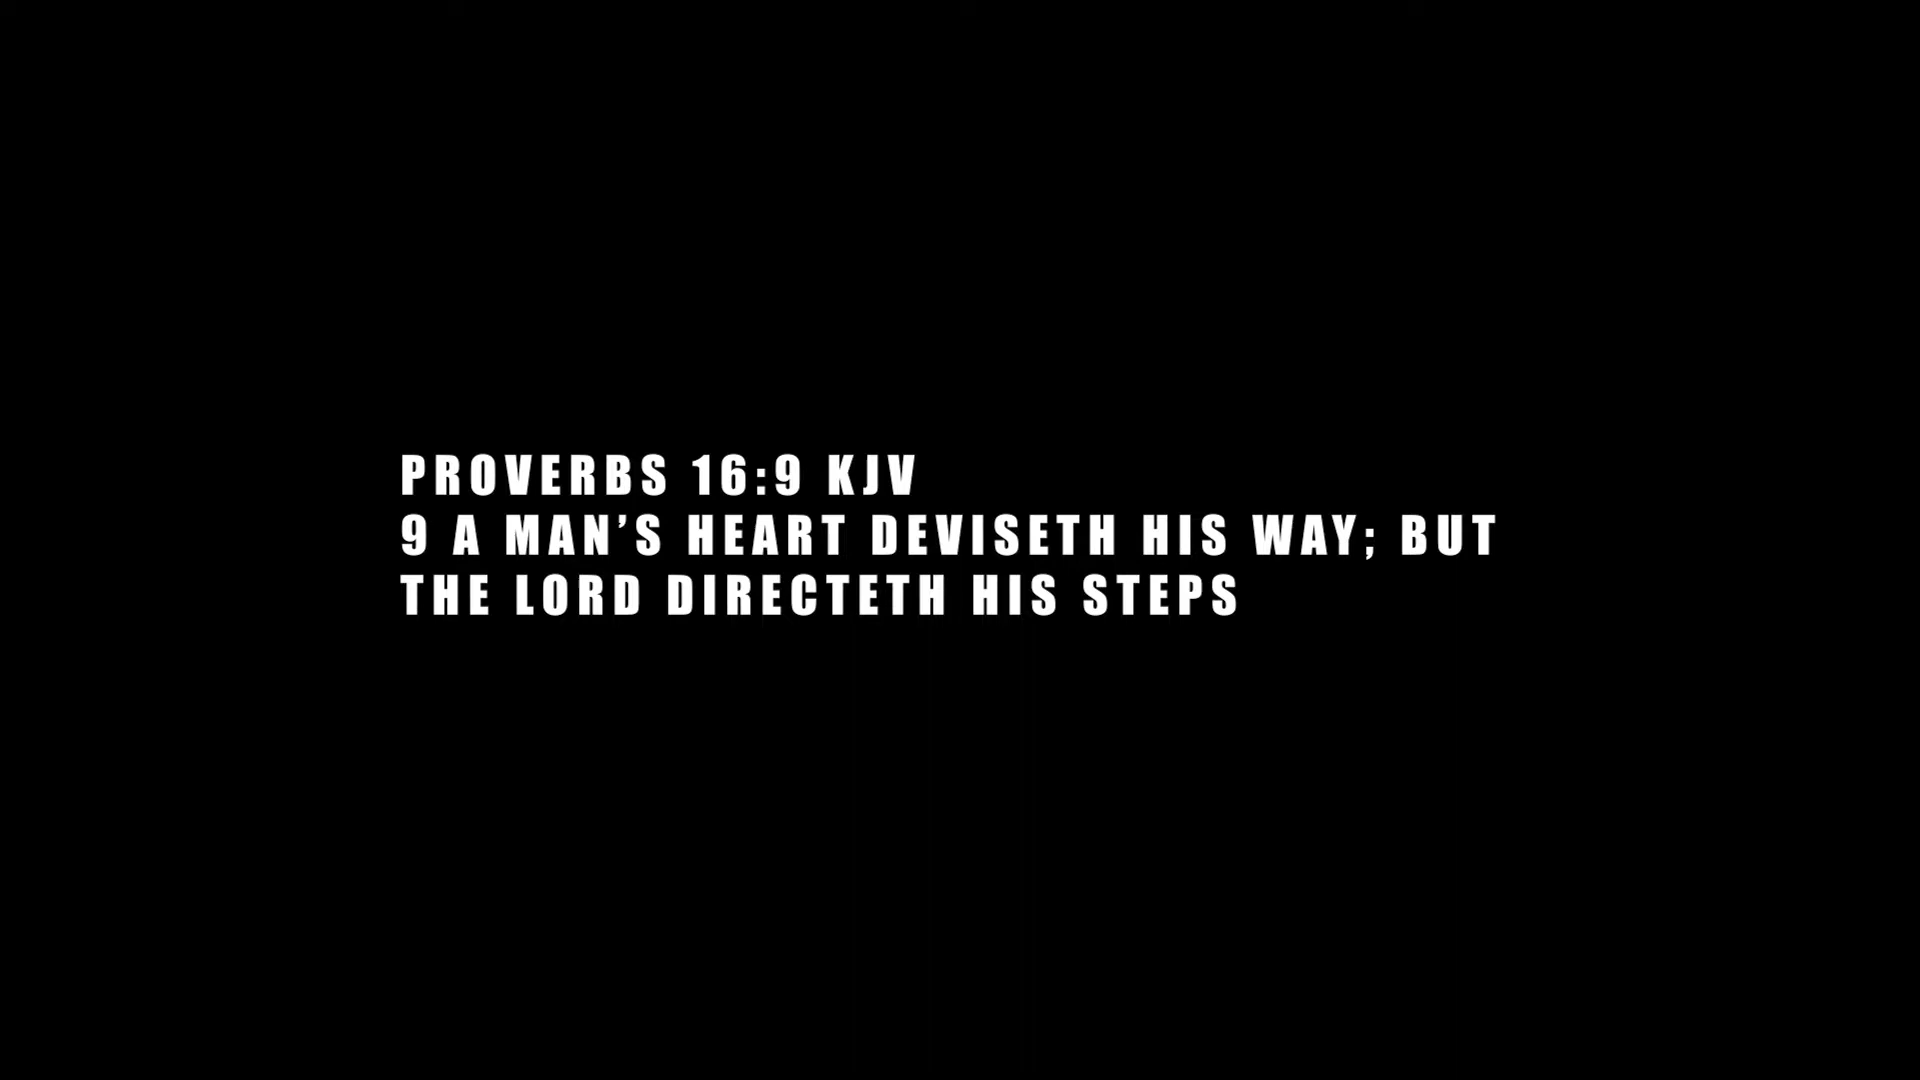 PROVERBS 16:9 KJV
9 A MAN’S HEART DEVISETH HIS WAY; BUT
THE LORD DIRECTETH HIS STEPS